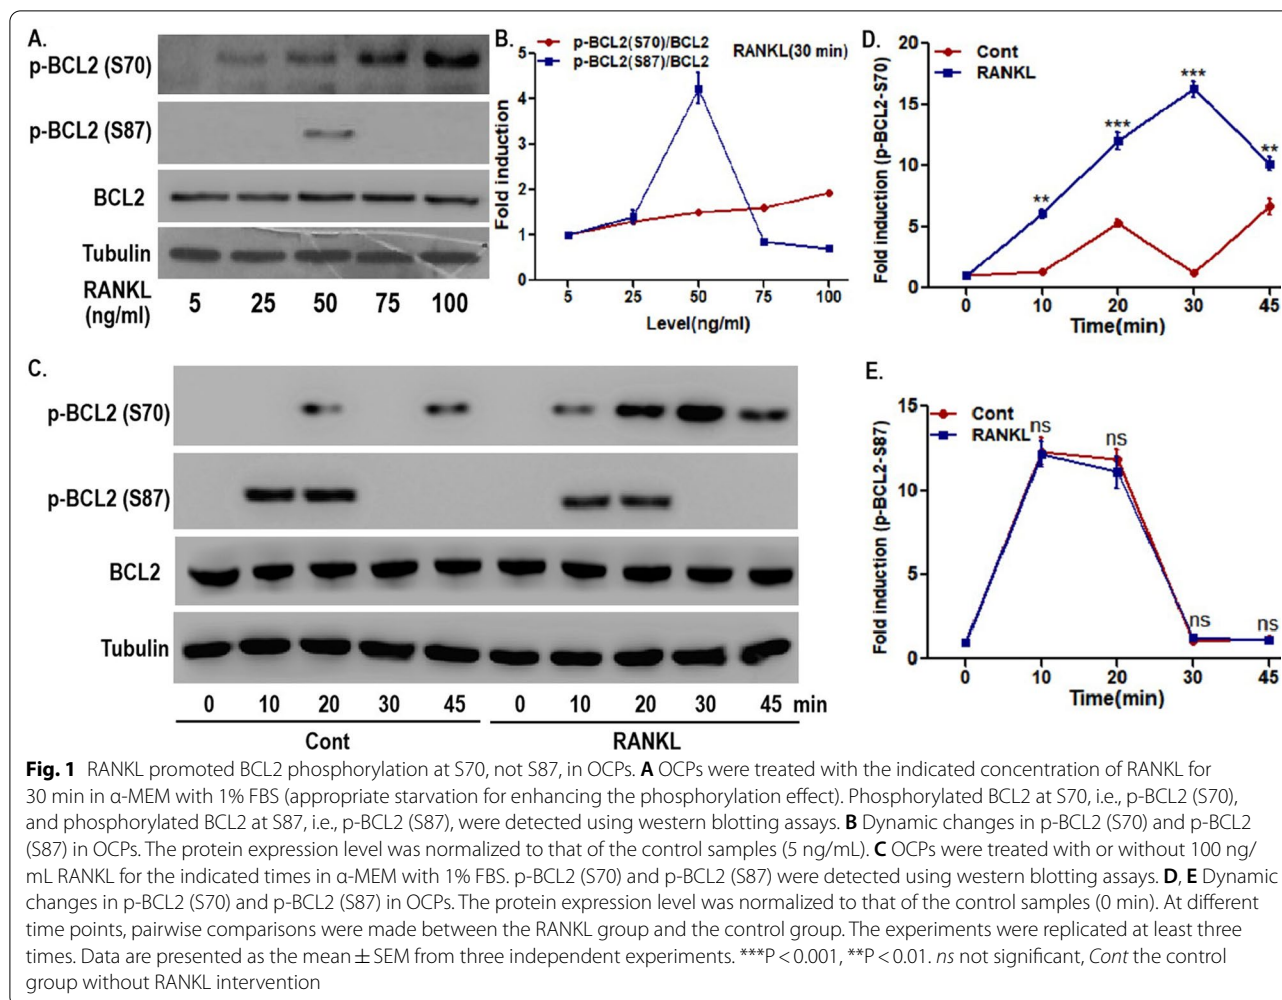 A.
p-BCL2 (S70)
p-BCL2 (S87)
BCL2
Tubulin
RANKL
(ng/ml)
5 25 50 75 100
B.
p-BCL2(S70)/BCL2
p-BCL2(S87)/BCL2
RANKL(30 min)
Fold induction
5
4
3
2
1
0
5 25 50 75 100
Level(ng/ml)
D.
Cont
RANKL
Fold induction (p-BCL2-S70)
20
15
10
5
0
** *** *** **
0 10 20 30 45
Time(min)
C.
p-BCL2 (S70)
p-BCL2 (S87)
BCL2
Tubulin
0 10 20 30 45 0 10 20 30 45 min
Cont RANKL
E.
Cont
RANKL
Fold induction (p-BCL2-S87)
15
10
5
0
ns ns ns ns
0 10 20 30 45
Time(min)
Fig. 1 RANKL promoted BCL2 phosphorylation at S70, not S87, in OCPs. A OCPs were treated with the indicated concentration of RANKL for
30 min in α-MEM with 1% FBS (appropriate starvation for enhancing the phosphorylation effect). Phosphorylated BCL2 at S70, i.e., p-BCL2 (S70),
and phosphorylated BCL2 at S87, i.e., p-BCL2 (S87), were detected using western blotting assays. B Dynamic changes in p-BCL2 (S70) and p-BCL2
(S87) in OCPs. The protein expression level was normalized to that of the control samples (5 ng/mL). C OCPs were treated with or without 100 ng/
mL RANKL for the indicated times in α-MEM with 1% FBS. p-BCL2 (S70) and p-BCL2 (S87) were detected using western blotting assays. D, E Dynamic
changes in p-BCL2 (S70) and p-BCL2 (S87) in OCPs. The protein expression level was normalized to that of the control samples (0 min). At different
time points, pairwise comparisons were made between the RANKL group and the control group. The experiments were replicated at least three
times. Data are presented as the mean ± SEM from three independent experiments. ***P < 0.001, **P < 0.01. ns not significant, Cont the control
group without RANKL intervention